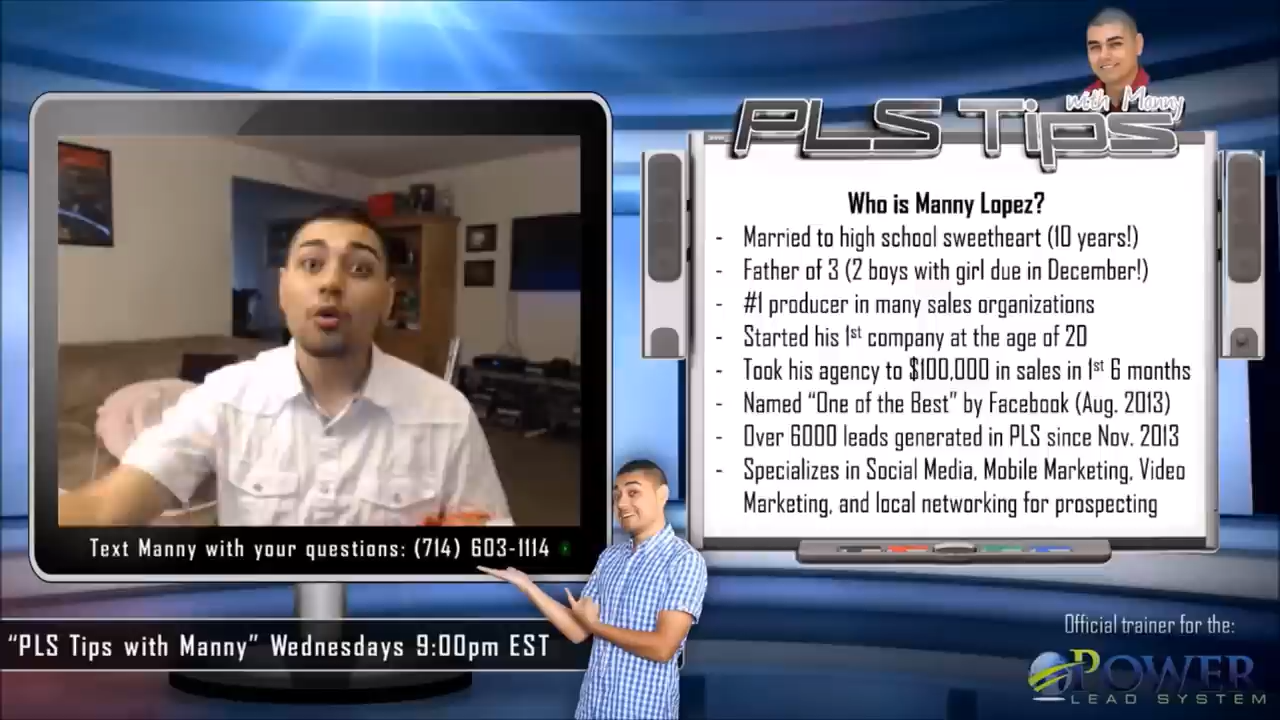 PLS Tips
with Manny
Who is Manny Lopez?
- Married to high school sweetheart (10 years!)
- Father of 3 (2 boys with girl due in December!)
- #1 producer in many sales organizations
- Started his 1st company at the age of 20
- Took his agency to $100,000 in sales in 1st 6 months
- Named “One of the Best” by Facebook (Aug. 2013)
- Over 6000 leads generated in PLS since Nov. 2013
- Specializes in Social Media, Mobile Marketing, Video
Marketing, and local networking for prospecting
Text Manny with your questions: (714) 603-1114
“PLS Tips with Manny” Wednesdays 9:00pm EST
Official trainer for the:
POWER
LEAD SYSTEM